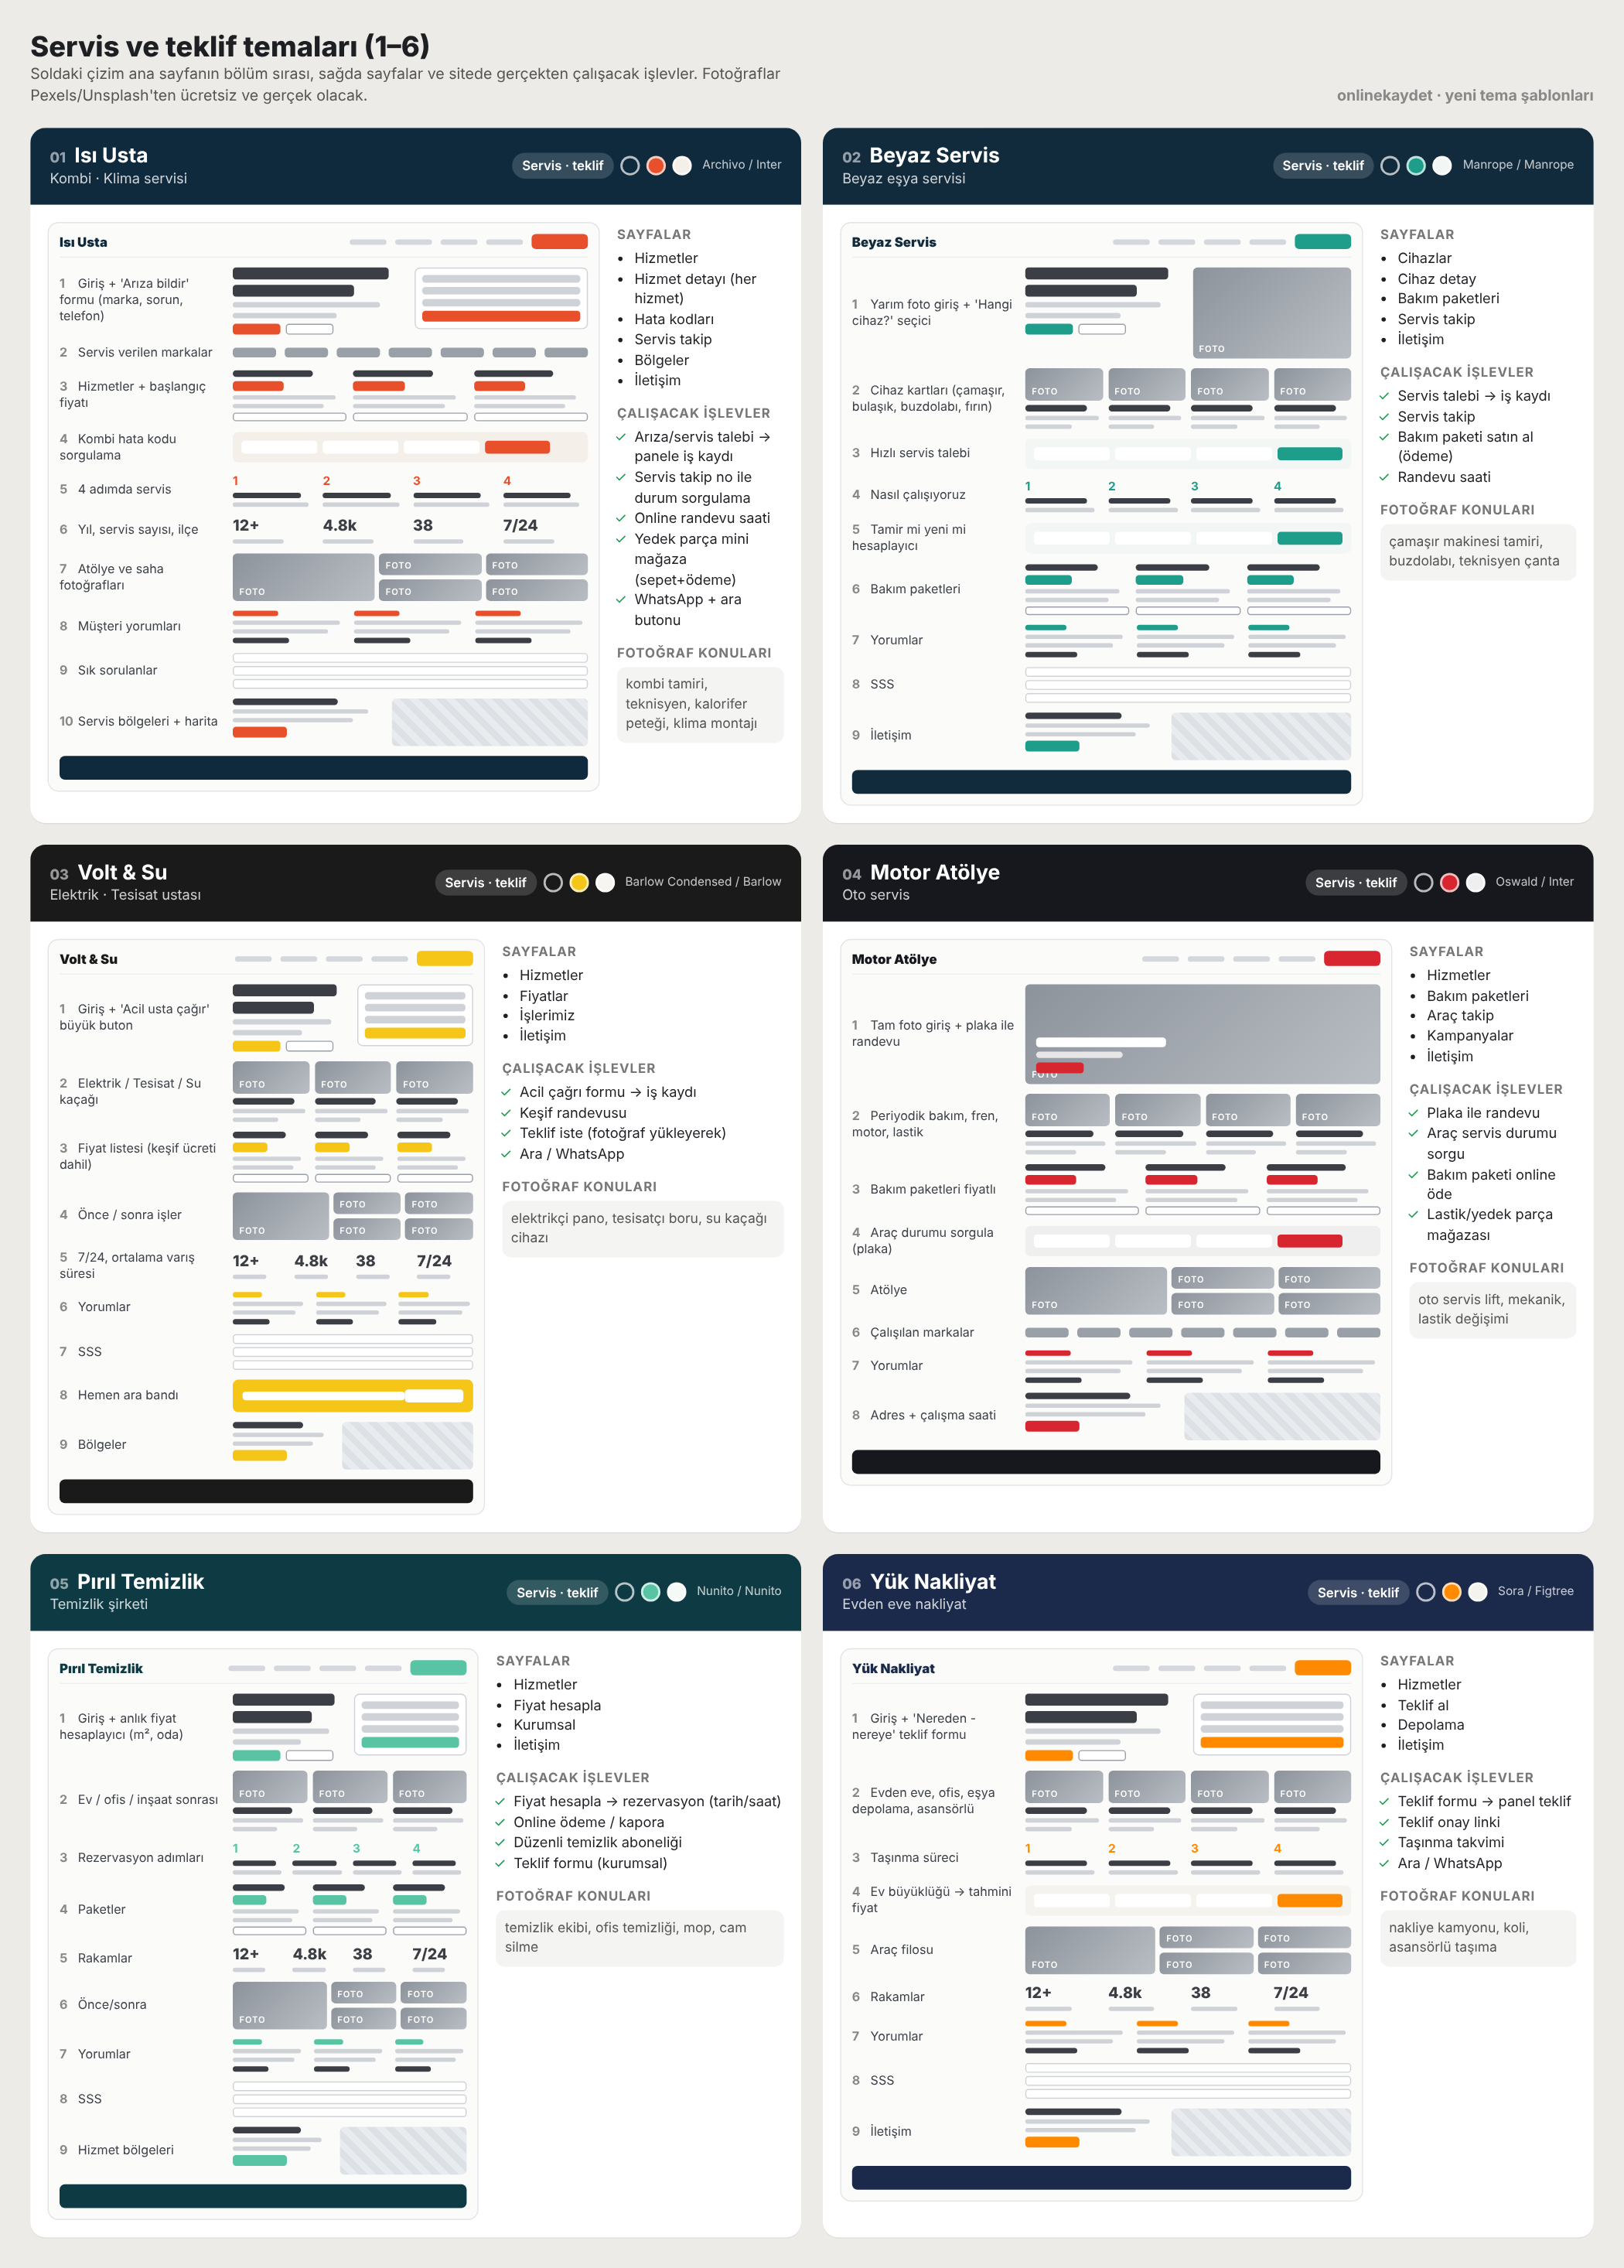 Servis ve teklif temaları (1–6)
Soldaki çizim ana sayfanın bölüm sırası, sağda sayfalar ve sitede gerçekten çalışacak işlevler. Fotoğraflar
Pexels/Unsplash'ten ücretsiz ve gerçek olacak.
onlinekaydet · yeni tema şablonları
01 Isı Usta
Kombi · Klima servisi
Servis · teklif
Archivo / Inter
Isı Usta
1 Giriş + 'Arıza bildir'
formu (marka, sorun,
telefon)
2 Servis verilen markalar
3 Hizmetler + başlangıç
fiyatı
4 Kombi hata kodu
sorgulama
5 4 adımda servis
1 2 3 4
6 Yıl, servis sayısı, ilçe
12+ 4.8k 38 7/24
7 Atölye ve saha
fotoğrafları
FOTO FOTO FOTO
FOTO FOTO
8 Müşteri yorumları
9 Sık sorulanlar
10 Servis bölgeleri + harita
SAYFALAR
• Hizmetler
• Hizmet detayı (her
hizmet)
• Hata kodları
• Servis takip
• Bölgeler
• İletişim
ÇALIŞACAK İŞLEVLER
✓ Arıza/servis talebi →
panele iş kaydı
✓ Servis takip no ile
durum sorgulama
✓ Online randevu saati
✓ Yedek parça mini
mağaza
(sepet+ödeme)
✓ WhatsApp + ara
butonu
FOTOĞRAF KONULARI
kombi tamiri,
teknisyen, kalorifer
peteği, klima montajı
02 Beyaz Servis
Beyaz eşya servisi
Servis · teklif
Manrope / Manrope
Beyaz Servis
1 Yarım foto giriş + 'Hangi
cihaz?' seçici
FOTO
2 Cihaz kartları (çamaşır,
bulaşık, buzdolabı, fırın)
FOTO FOTO FOTO FOTO
3 Hızlı servis talebi
4 Nasıl çalışıyoruz
1 2 3 4
5 Tamir mi yeni mi
hesaplayıcı
6 Bakım paketleri
7 Yorumlar
8 SSS
9 İletişim
SAYFALAR
• Cihazlar
• Cihaz detay
• Bakım paketleri
• Servis takip
• İletişim
ÇALIŞACAK İŞLEVLER
✓ Servis talebi → iş kaydı
✓ Servis takip
✓ Bakım paketi satın al
(ödeme)
✓ Randevu saati
FOTOĞRAF KONULARI
çamaşır makinesi tamiri,
buzdolabı, teknisyen çanta
03 Volt & Su
Elektrik · Tesisat ustası
Servis · teklif
Barlow Condensed / Barlow
Volt & Su
1 Giriş + 'Acil usta çağır'
büyük buton
2 Elektrik / Tesisat / Su
kaçağı
FOTO FOTO FOTO
3 Fiyat listesi (keşif ücreti
dahil)
4 Önce / sonra işler
FOTO FOTO FOTO
FOTO FOTO
5 7/24, ortalama varış
süresi
12+ 4.8k 38 7/24
6 Yorumlar
7 SSS
8 Hemen ara bandı
9 Bölgeler
SAYFALAR
• Hizmetler
• Fiyatlar
• İşlerimiz
• İletişim
ÇALIŞACAK İŞLEVLER
✓ Acil çağrı formu → iş kaydı
✓ Keşif randevusu
✓ Teklif iste (fotoğraf yükleyerek)
✓ Ara / WhatsApp
FOTOĞRAF KONULARI
elektrikçi pano, tesisatçı boru, su kaçağı
cihazı
04 Motor Atölye
Oto servis
Servis · teklif
Oswald / Inter
Motor Atölye
1 Tam foto giriş + plaka ile
randevu
FOTO
2 Periyodik bakım, fren,
motor, lastik
FOTO FOTO FOTO FOTO
3 Bakım paketleri fiyatlı
4 Araç durumu sorgula
(plaka)
5 Atölye
FOTO FOTO FOTO
FOTO FOTO
6 Çalışılan markalar
7 Yorumlar
8 Adres + çalışma saati
SAYFALAR
• Hizmetler
• Bakım paketleri
• Araç takip
• Kampanyalar
• İletişim
ÇALIŞACAK İŞLEVLER
✓ Plaka ile randevu
✓ Araç servis durumu
sorgu
✓ Bakım paketi online
öde
✓ Lastik/yedek parça
mağazası
FOTOĞRAF KONULARI
oto servis lift, mekanik,
lastik değişimi
05 Pırıl Temizlik
Temizlik şirketi
Servis · teklif
Nunito / Nunito
Pırıl Temizlik
1 Giriş + anlık fiyat
hesaplayıcı (m², oda)
2 Ev / ofis / inşaat sonrası
FOTO FOTO FOTO
3 Rezervasyon adımları
1 2 3 4
4 Paketler
5 Rakamlar
12+ 4.8k 38 7/24
6 Önce/sonra
FOTO FOTO FOTO
FOTO FOTO
7 Yorumlar
8 SSS
9 Hizmet bölgeleri
SAYFALAR
• Hizmetler
• Fiyat hesapla
• Kurumsal
• İletişim
ÇALIŞACAK İŞLEVLER
✓ Fiyat hesapla → rezervasyon (tarih/saat)
✓ Online ödeme / kapora
✓ Düzenli temizlik aboneliği
✓ Teklif formu (kurumsal)
FOTOĞRAF KONULARI
temizlik ekibi, ofis temizliği, mop, cam
silme
06 Yük Nakliyat
Evden eve nakliyat
Servis · teklif
Sora / Figtree
Yük Nakliyat
1 Giriş + 'Nereden -
nereye' teklif formu
2 Evden eve, ofis, eşya
depolama, asansörlü
FOTO FOTO FOTO FOTO
3 Taşınma süreci
1 2 3 4
4 Ev büyüklüğü → tahmini
fiyat
5 Araç filosu
FOTO FOTO FOTO
FOTO FOTO
6 Rakamlar
12+ 4.8k 38 7/24
7 Yorumlar
8 SSS
9 İletişim
SAYFALAR
• Hizmetler
• Teklif al
• Depolama
• İletişim
ÇALIŞACAK İŞLEVLER
✓ Teklif formu → panel teklif
✓ Teklif onay linki
✓ Taşınma takvimi
✓ Ara / WhatsApp
FOTOĞRAF KONULARI
nakliye kamyonu, koli,
asansörlü taşıma